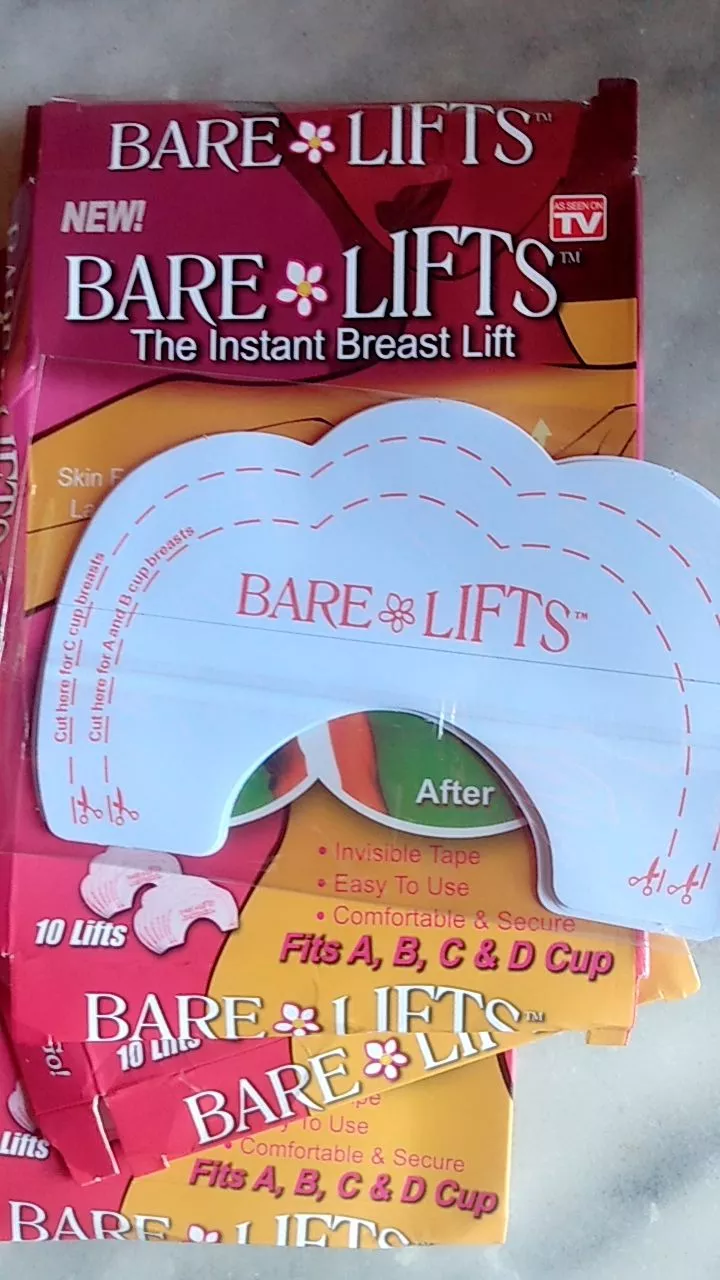 BARE LIFTS™
NEW!
AS SEEN ON
TV
BARE LIFTS™
The Instant Breast Lift
Skin
Cut here for C cup breasts
Cut here for A and B cup breasts
BARE LIFTS™
After
• Invisible Tape
• Easy To Use
• Comfortable & Secure
10 Lifts
Fits A, B, C & D Cup
BARE LIFTS™
10 Lifts
BARE
To Use
• Comfortable & Secure
Lifts
Fits A, B, C & D Cup
BARE LIFTS